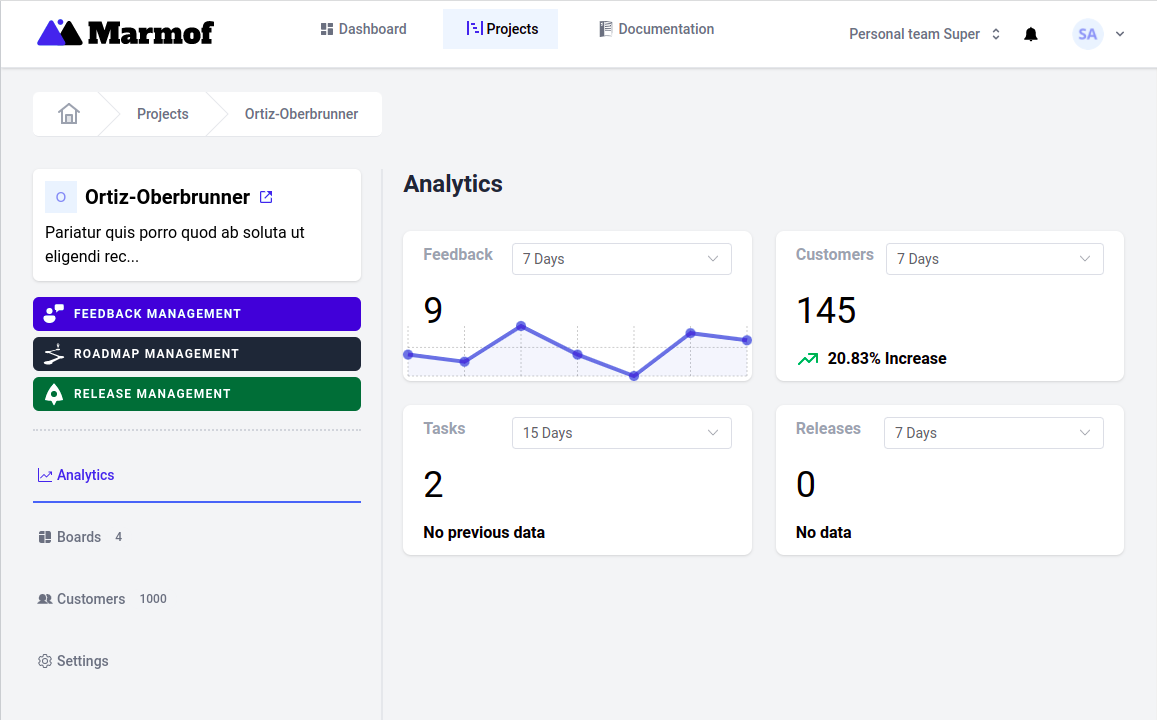 Marmof
Dashboard
Projects
Documentation
Personal team Super
SA
Projects
Ortiz-Oberbrunner
O
Ortiz-Oberbrunner
Pariatur quis porro quod ab soluta ut
eligendi rec...
FEEDBACK MANAGEMENT
ROADMAP MANAGEMENT
RELEASE MANAGEMENT
Analytics
Boards 4
Customers 1000
Settings
Analytics
Feedback
7 Days
9
Customers
7 Days
145
20.83% Increase
Tasks
15 Days
2
No previous data
Releases
7 Days
0
No data